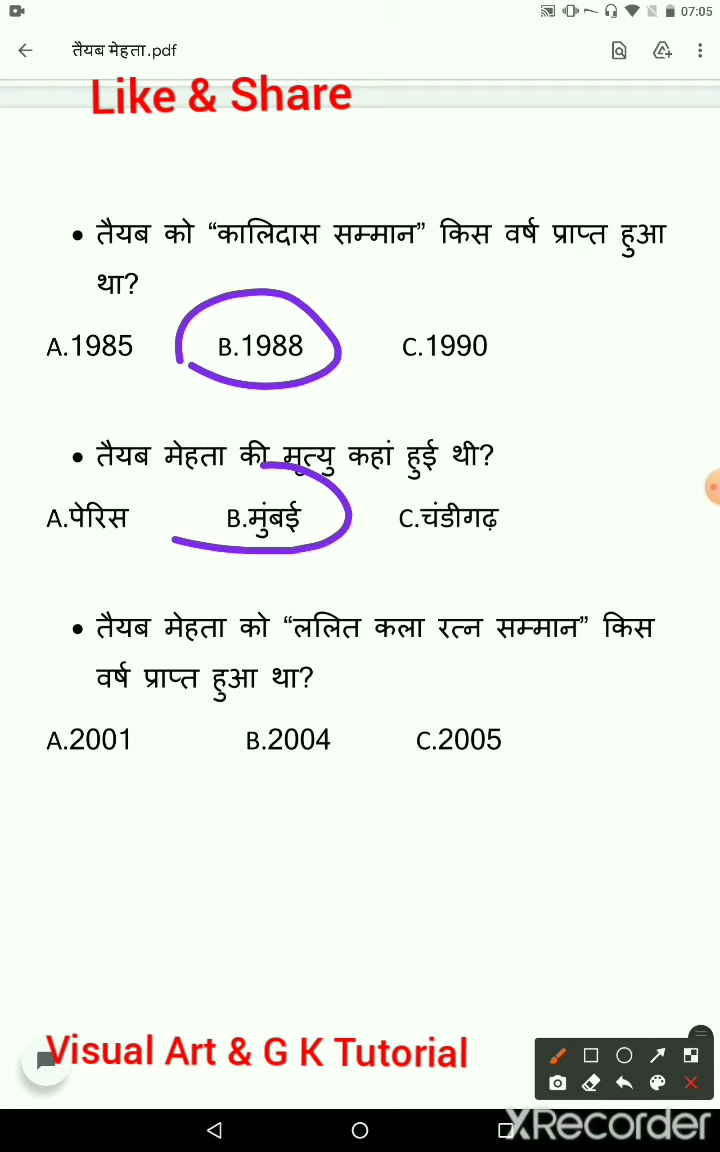 07:05
तैयब मेहता.pdf
Like & Share
• तैयब को “कालिदास सम्मान” किस वर्ष प्राप्त हुआ
था?
A.1985 B.1988 C.1990
• तैयब मेहता की मृत्यु कहां हुई थी?
A.पेरिस B.मुंबई C.चंडीगढ़
• तैयब मेहता को “ललित कला रत्न सम्मान” किस
वर्ष प्राप्त हुआ था?
A.2001 B.2004 C.2005
Visual Art & G K Tutorial
XRecorder